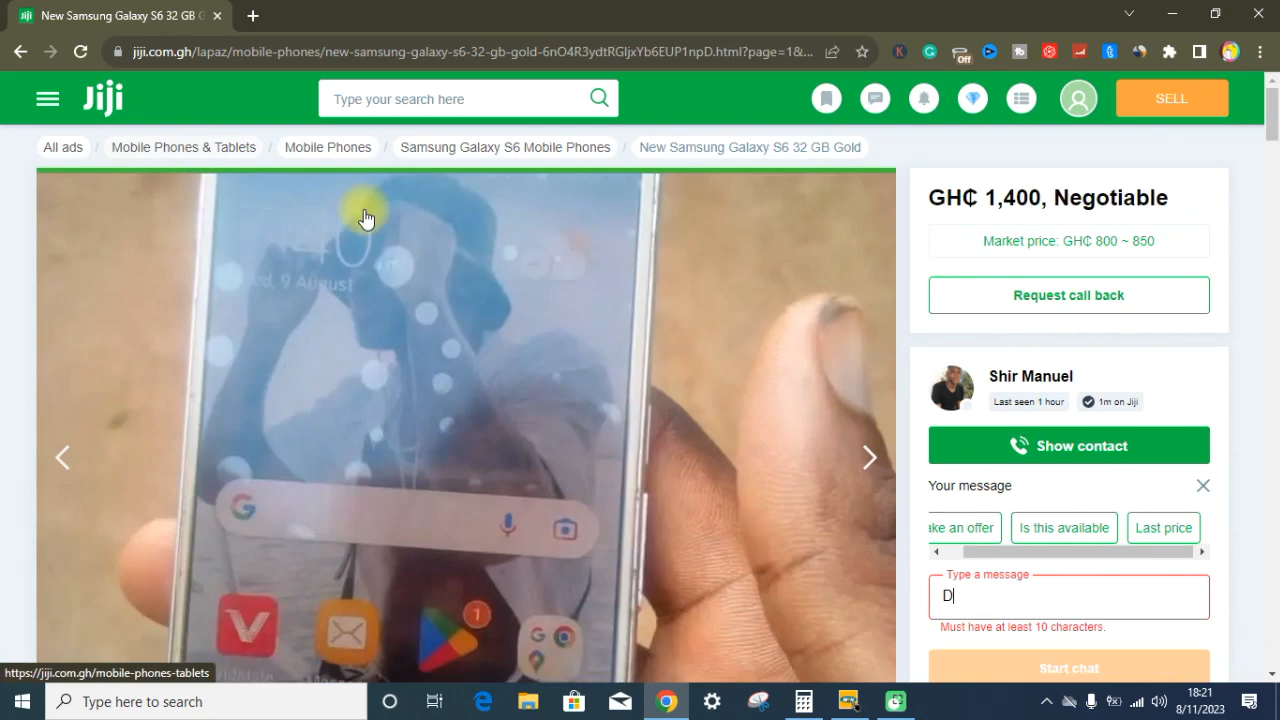 New Samsung Galaxy S6 32 GB G
jiji.com.gh/lapaz/mobile-phones/new-samsung-galaxy-s6-32-gb-gold-6nO4R3ydtRGljxYb6EUP1npD.html?page=1&...
Off
Jiji
Type your search here
SELL
All ads / Mobile Phones & Tablets / Mobile Phones / Samsung Galaxy S6 Mobile Phones / New Samsung Galaxy S6 32 GB Gold
GH₵ 1,400, Negotiable
Market price: GH₵ 800 ~ 850
Request call back
9 August
Shir Manuel
Last seen 1 hour
1m on Jiji
Show contact
Your message
ake an offer
Is this available
Last price
Type a message
D
Must have at least 10 characters.
Start chat
https://jiji.com.gh/mobile-phones-tablets
Type here to search
18:21
8/11/2023